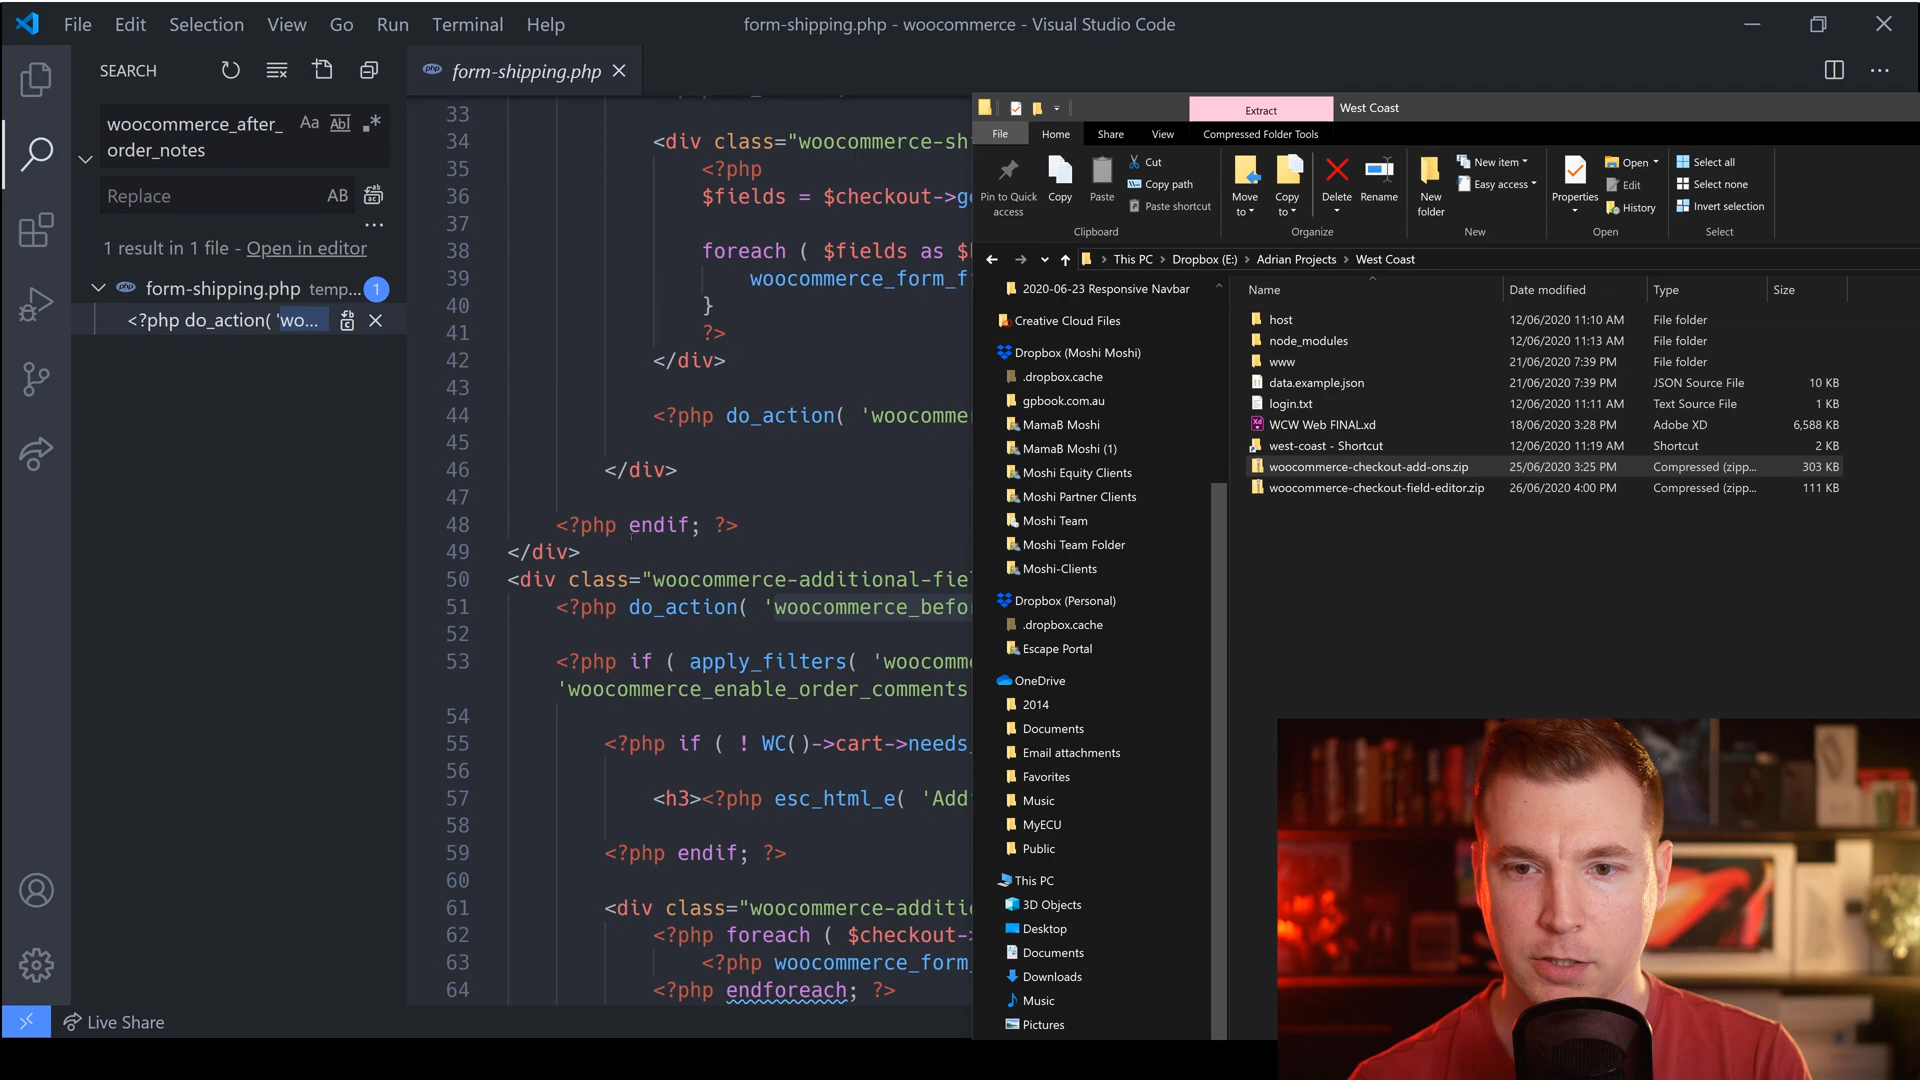 File Edit Selection View Go Run Terminal Help
form-shipping.php - woocommerce - Visual Studio Code
SEARCH
woocommerce_after_
order_notes
Aa Abl .*
Replace
AB
1 result in 1 file - Open in editor
form-shipping.php temp... 1
<?php do_action( 'wo...
Live Share
form-shipping.php
33
34 <div class="woocommerce-sh
35 <?php
36 $fields = $checkout->g
37
38 foreach ( $fields as $
39 woocommerce_form_f
40 }
41 ?>
42 </div>
43
44 <?php do_action( 'woocomme
45
46 </div>
47
48 <?php endif; ?>
49 </div>
50 <div class="woocommerce-additional-fie
51 <?php do_action( 'woocommerce_befo
52
53 <?php if ( apply_filters( 'woocomm
'woocommerce_enable_order_comments
54
55 <?php if ( ! WC()->cart->needs_
56
57 <h3><?php esc_html_e( 'Add
58
59 <?php endif; ?>
60
61 <div class="woocommerce-additi
62 <?php foreach ( $checkout->
63 <?php woocommerce_form_
64 <?php endforeach; ?>
Extract
West Coast
File Home Share View Compressed Folder Tools
Pin to Quick access
Copy
Paste
Cut
Copy path
Paste shortcut
Clipboard
Move to
Copy to
Delete
Rename
Organize
New folder
New item
Easy access
New
Properties
Open
Edit
History
Open
Select all
Select none
Invert selection
Select
This PC > Dropbox (E:) > Adrian Projects > West Coast
2020-06-23 Responsive Navbar
Creative Cloud Files
Dropbox (Moshi Moshi)
.dropbox.cache
gpbook.com.au
MamaB Moshi
MamaB Moshi (1)
Moshi Equity Clients
Moshi Partner Clients
Moshi Team
Moshi Team Folder
Moshi-Clients
Dropbox (Personal)
.dropbox.cache
Escape Portal
OneDrive
2014
Documents
Email attachments
Favorites
Music
MyECU
Public
This PC
3D Objects
Desktop
Documents
Downloads
Music
Pictures
Name Date modified Type Size
host 12/06/2020 11:10 AM File folder
node_modules 12/06/2020 11:13 AM File folder
www 21/06/2020 7:39 PM File folder
data.example.json 21/06/2020 7:39 PM JSON Source File 10 KB
login.txt 12/06/2020 11:11 AM Text Source File 1 KB
WCW Web FINAL.xd 18/06/2020 3:28 PM Adobe XD 6,588 KB
west-coast - Shortcut 12/06/2020 11:19 AM Shortcut 2 KB
woocommerce-checkout-add-ons.zip 25/06/2020 3:25 PM Compressed (zipp... 303 KB
woocommerce-checkout-field-editor.zip 26/06/2020 4:00 PM Compressed (zipp... 111 KB